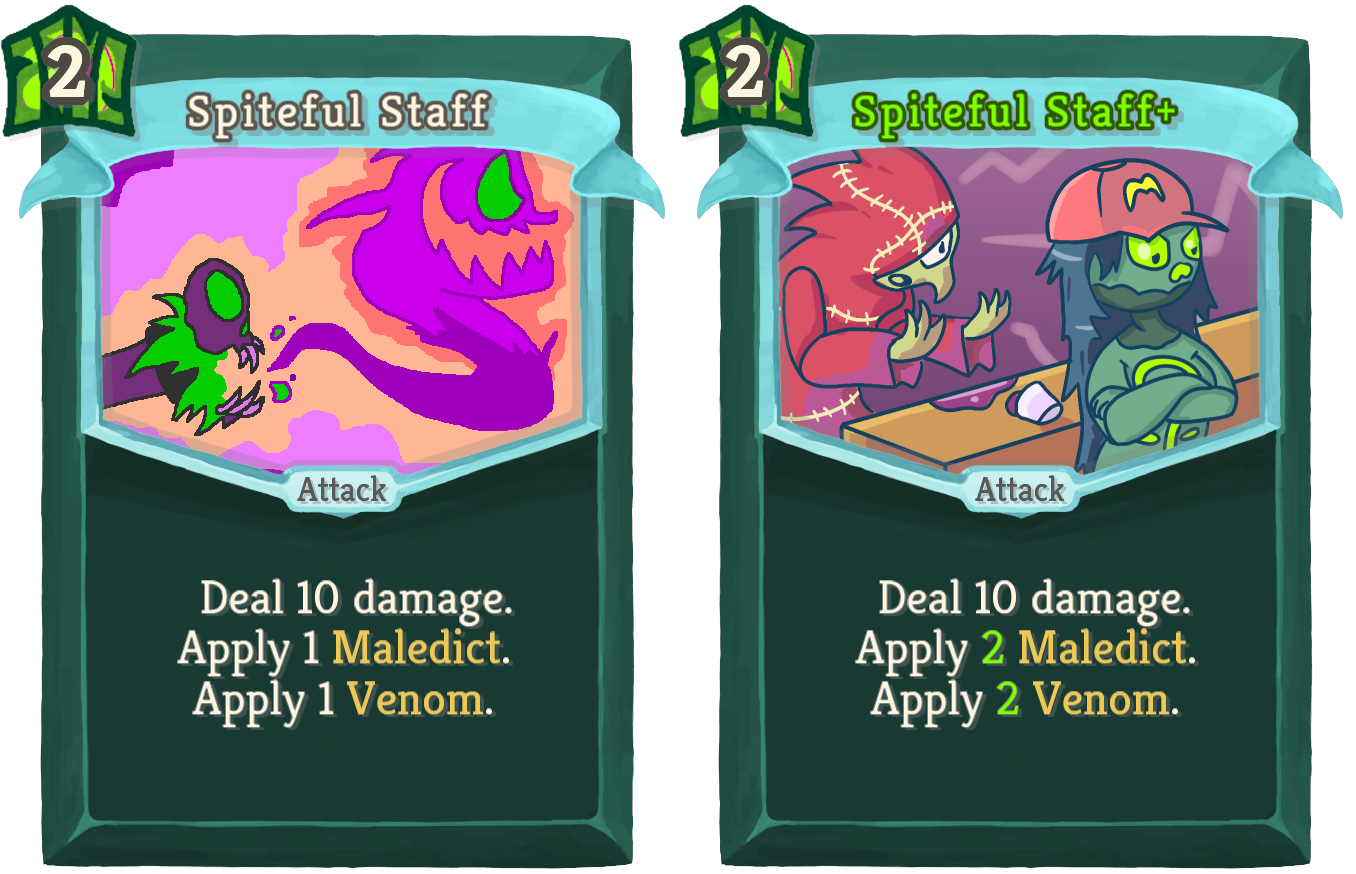 2
Spiteful Staff
Attack
Deal 10 damage.
Apply 1 Maledict.
Apply 1 Venom.
2
Spiteful Staff+
M
Attack
Deal 10 damage.
Apply 2 Maledict.
Apply 2 Venom.